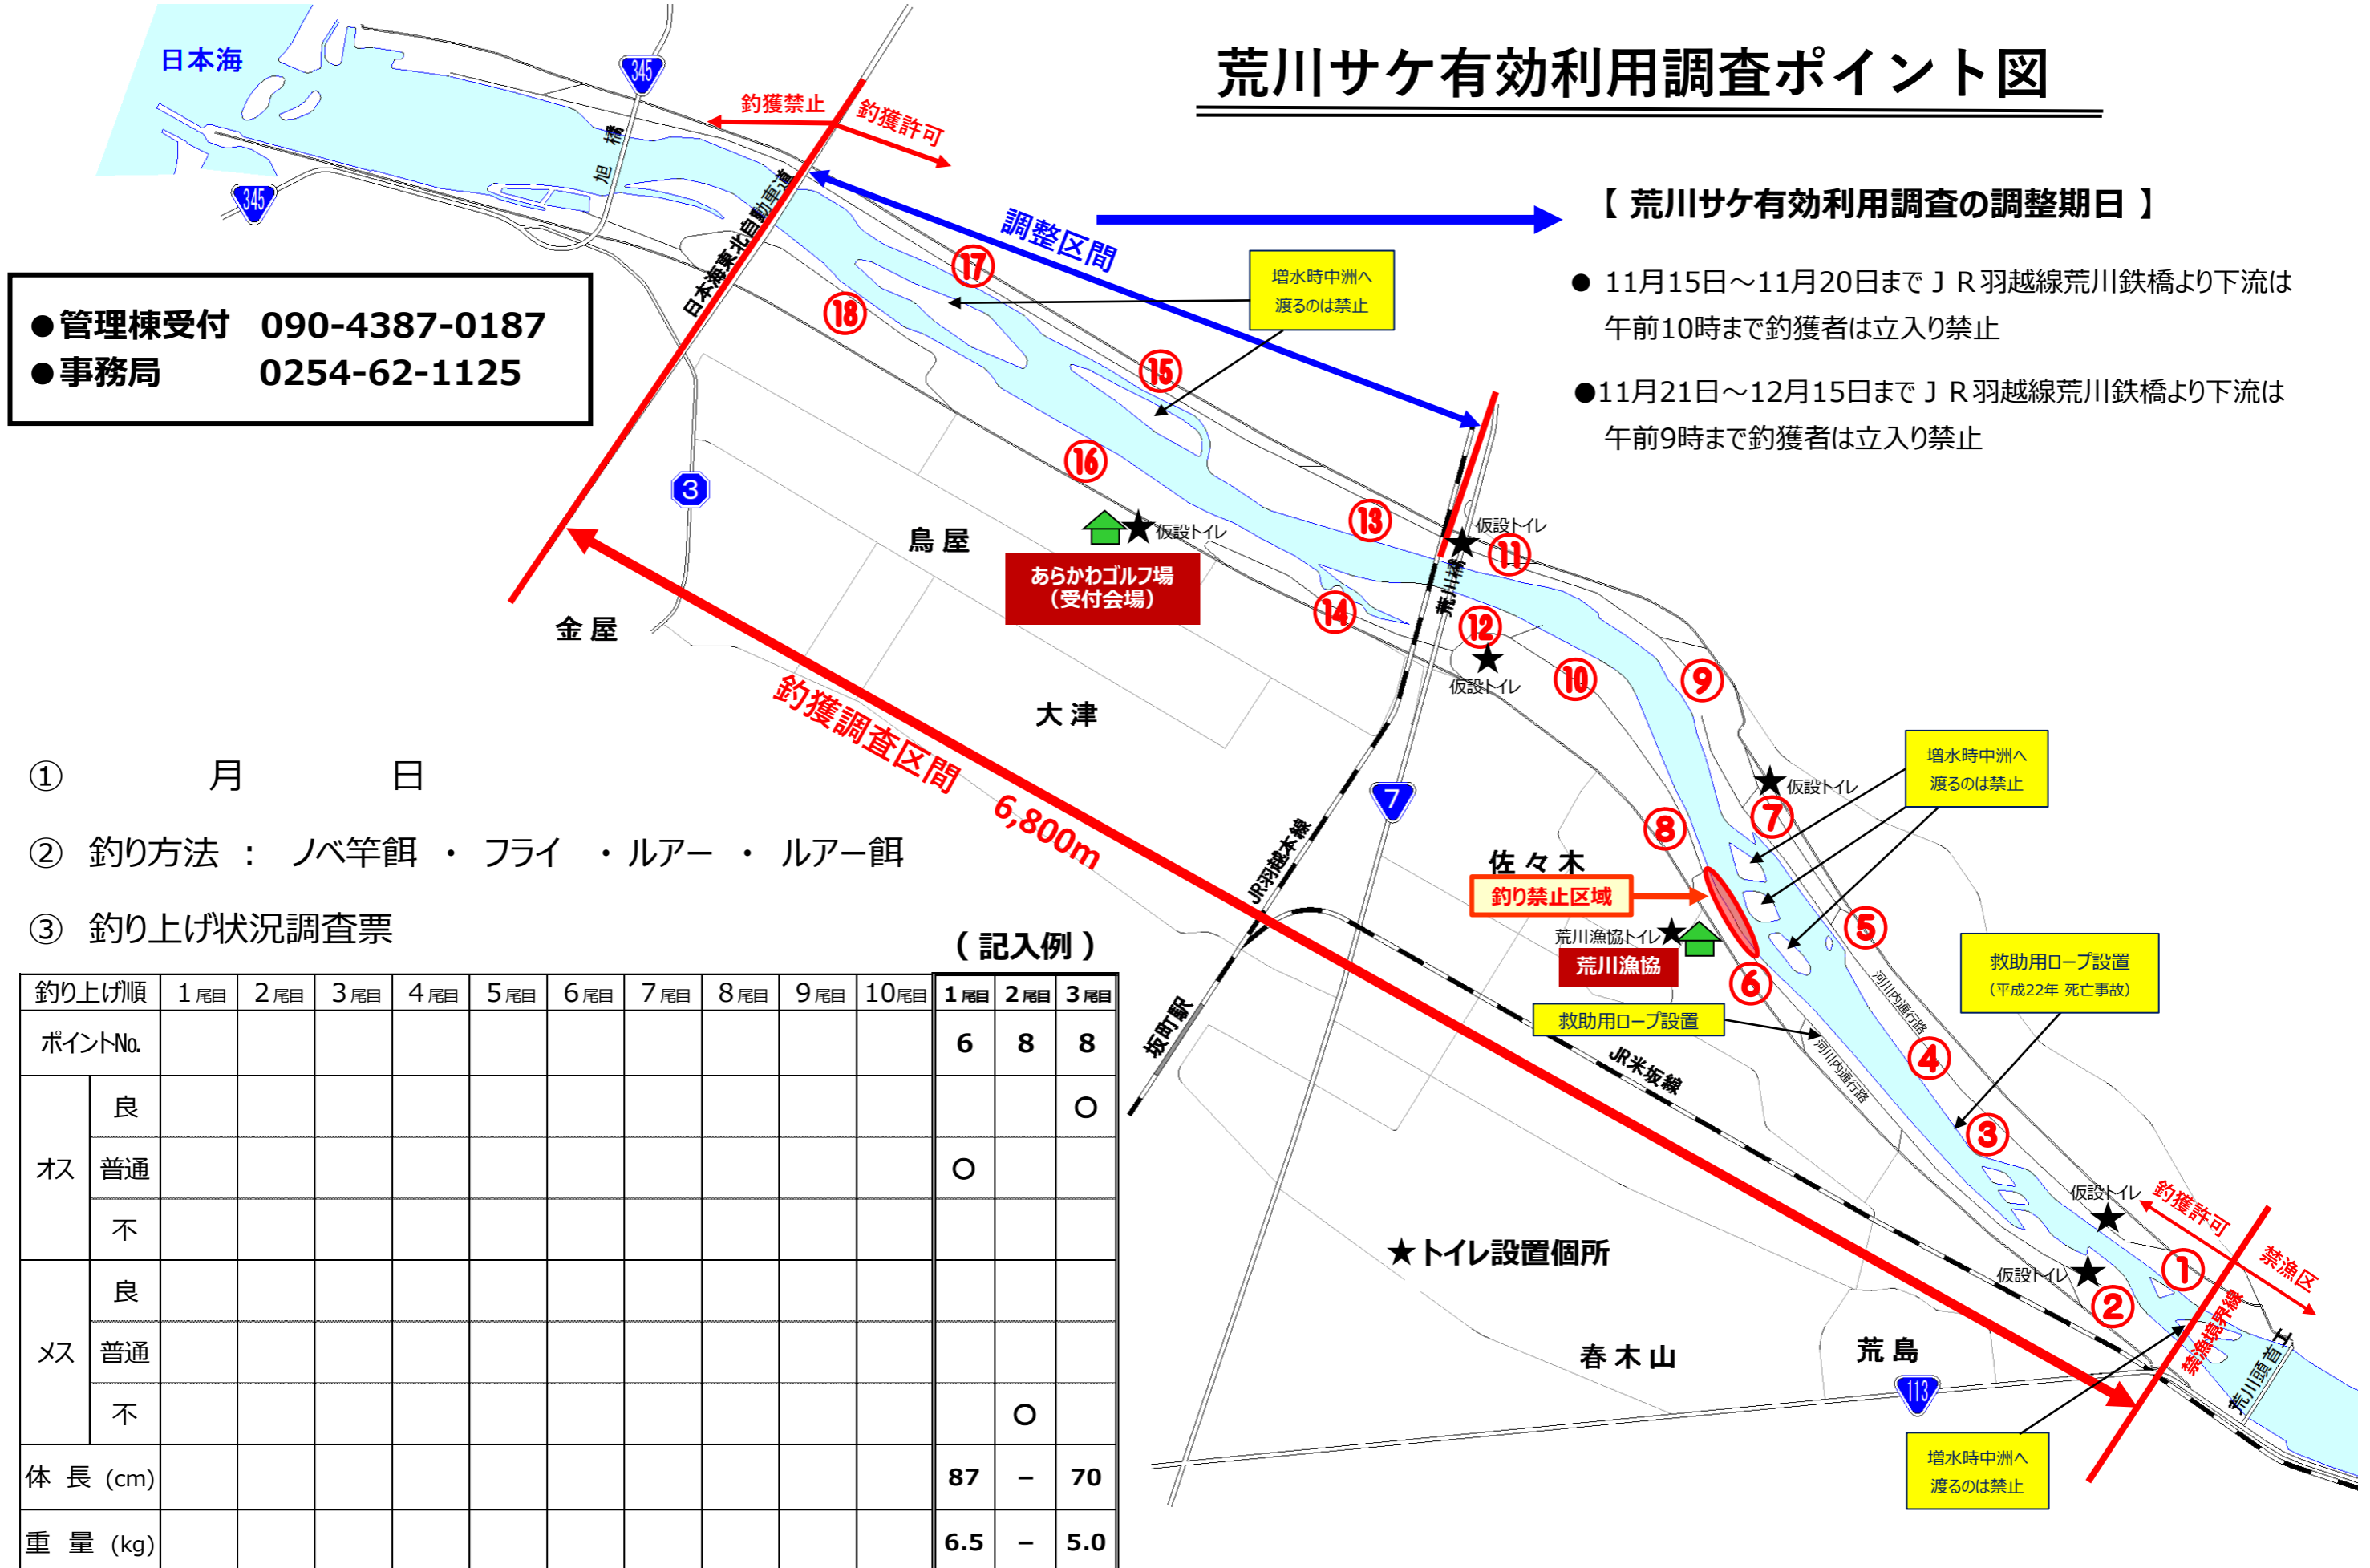 荒川サケ有効利用調査ポイント図
日本海
345
345
旭橋
釣獲禁止
釣獲許可
日本海東北自動車道
調整区間
【 荒川サケ有効利用調査の調整期日 】
● 11月15日～11月20日までＪＲ羽越線荒川鉄橋より下流は
午前10時まで釣獲者は立入り禁止
●11月21日～12月15日までＪＲ羽越線荒川鉄橋より下流は
午前9時まで釣獲者は立入り禁止
●管理棟受付 090-4387-0187
●事務局 0254-62-1125
増水時中洲へ
渡るのは禁止
⑰
⑱
⑮
⑯
⑬
⑭
3
鳥屋
金屋
大津
仮設トイレ
あらかわゴルフ場
（受付会場）
仮設トイレ
荒川橋
⑪
⑫
仮設トイレ
⑩
⑨
釣獲調査区間 6,800m
7
JR羽越本線
坂町駅
JR米坂線
増水時中洲へ
渡るのは禁止
仮設トイレ
⑦
⑧
佐々木
釣り禁止区域
荒川漁協トイレ
荒川漁協
⑤
⑥
河川内通行路
救助用ロープ設置
（平成22年 死亡事故）
救助用ロープ設置
河川内通行路
④
③
仮設トイレ
釣獲許可
禁漁区
①
仮設トイレ
②
禁漁境界線
荒川頭首工
★トイレ設置個所
春木山
荒島
113
増水時中洲へ
渡るのは禁止
① 月 日
② 釣り方法 ： ノベ竿餌 ・ フライ ・ルアー ・ ルアー餌
③ 釣り上げ状況調査票
（ 記入例 ）
釣り上げ順 1尾目 2尾目 3尾目 4尾目 5尾目 6尾目 7尾目 8尾目 9尾目 10尾目 1尾目 2尾目 3尾目
ポイントNo. 6 8 8
オス
良 ○
普通 ○
不
メス
良
普通
不 ○
体 長 (cm) 87 － 70
重 量 (kg) 6.5 － 5.0